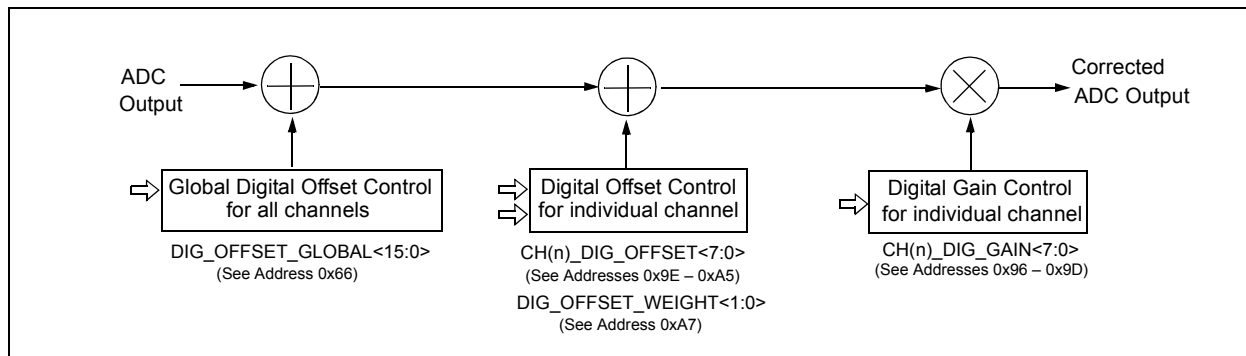 ADC
Output
Corrected
ADC Output
Global Digital Offset Control
for all channels
DIG_OFFSET_GLOBAL<15:0>
(See Address 0x66)
Digital Offset Control
for individual channel
CH(n)_DIG_OFFSET<7:0>
(See Addresses 0x9E – 0xA5)
DIG_OFFSET_WEIGHT<1:0>
(See Address 0xA7)
Digital Gain Control
for individual channel
CH(n)_DIG_GAIN<7:0>
(See Addresses 0x96 – 0x9D)